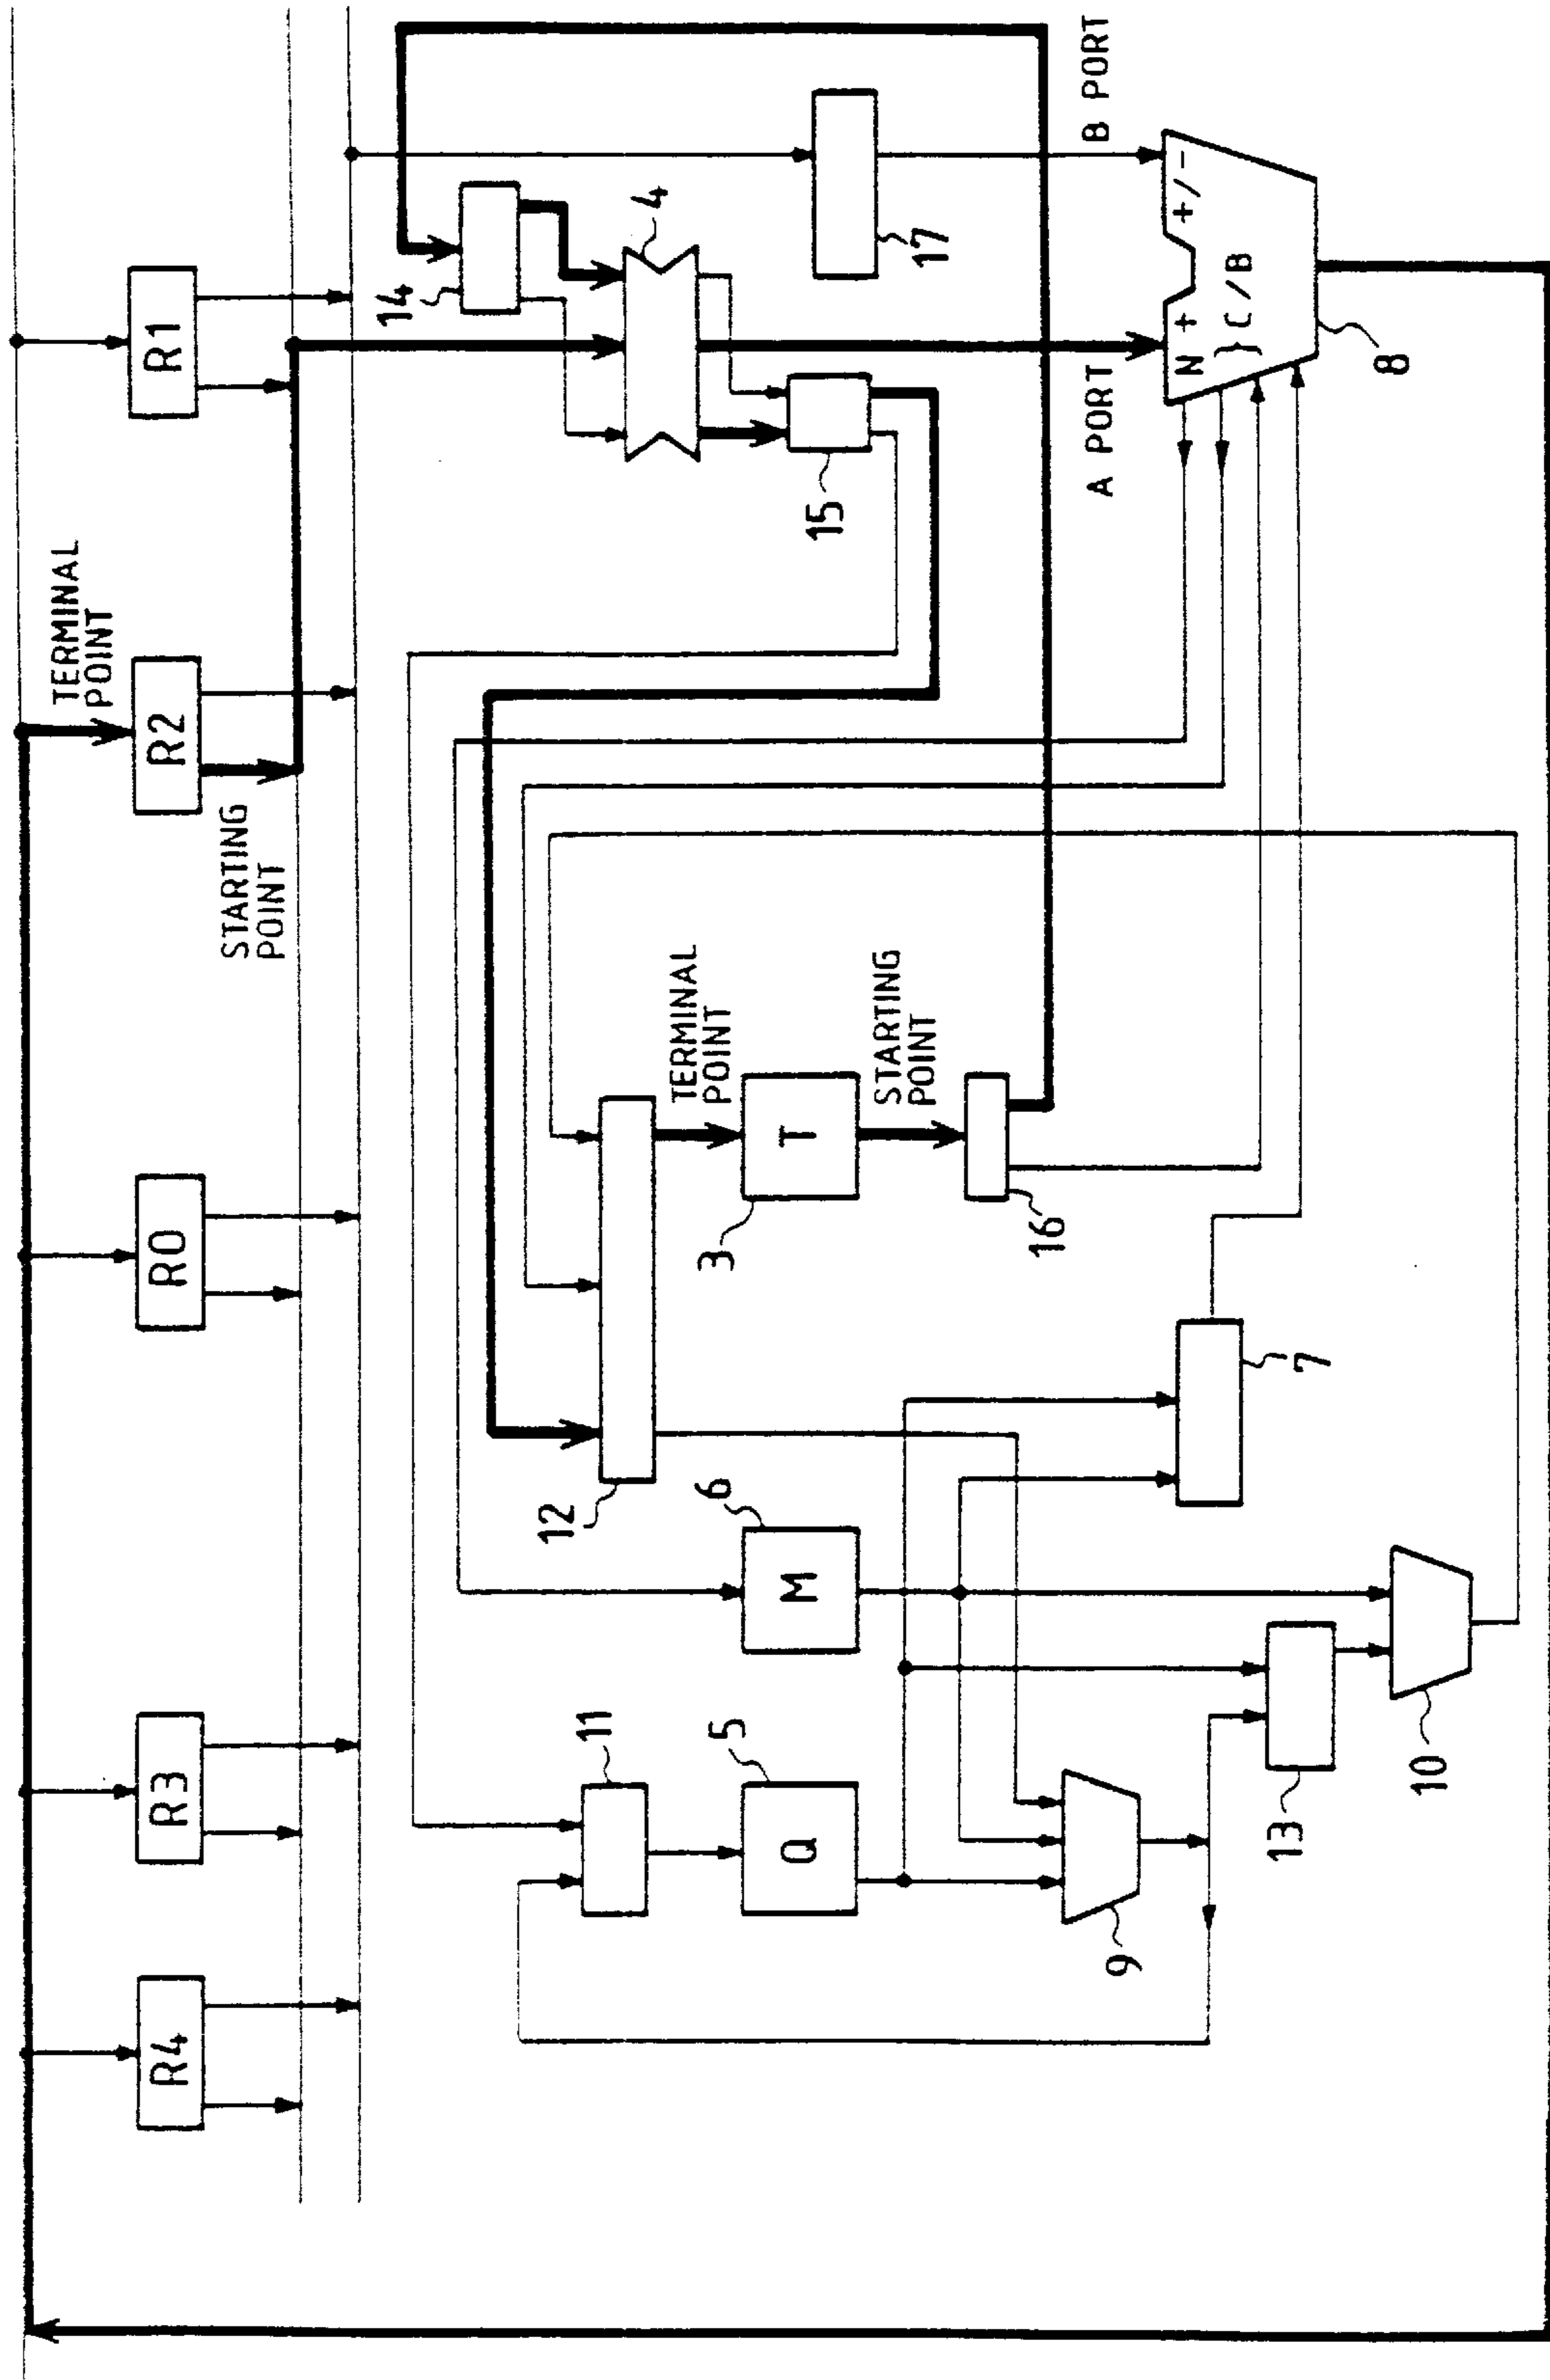 R4
R3
R0
R2
R1
TERMINAL
POINT
STARTING
POINT
14
4
15
17
12
11
6
M
5
Q
TERMINAL
POINT
3
T
STARTING
POINT
16
A PORT
B PORT
N +
+/-
} C/B
8
7
9
13
10